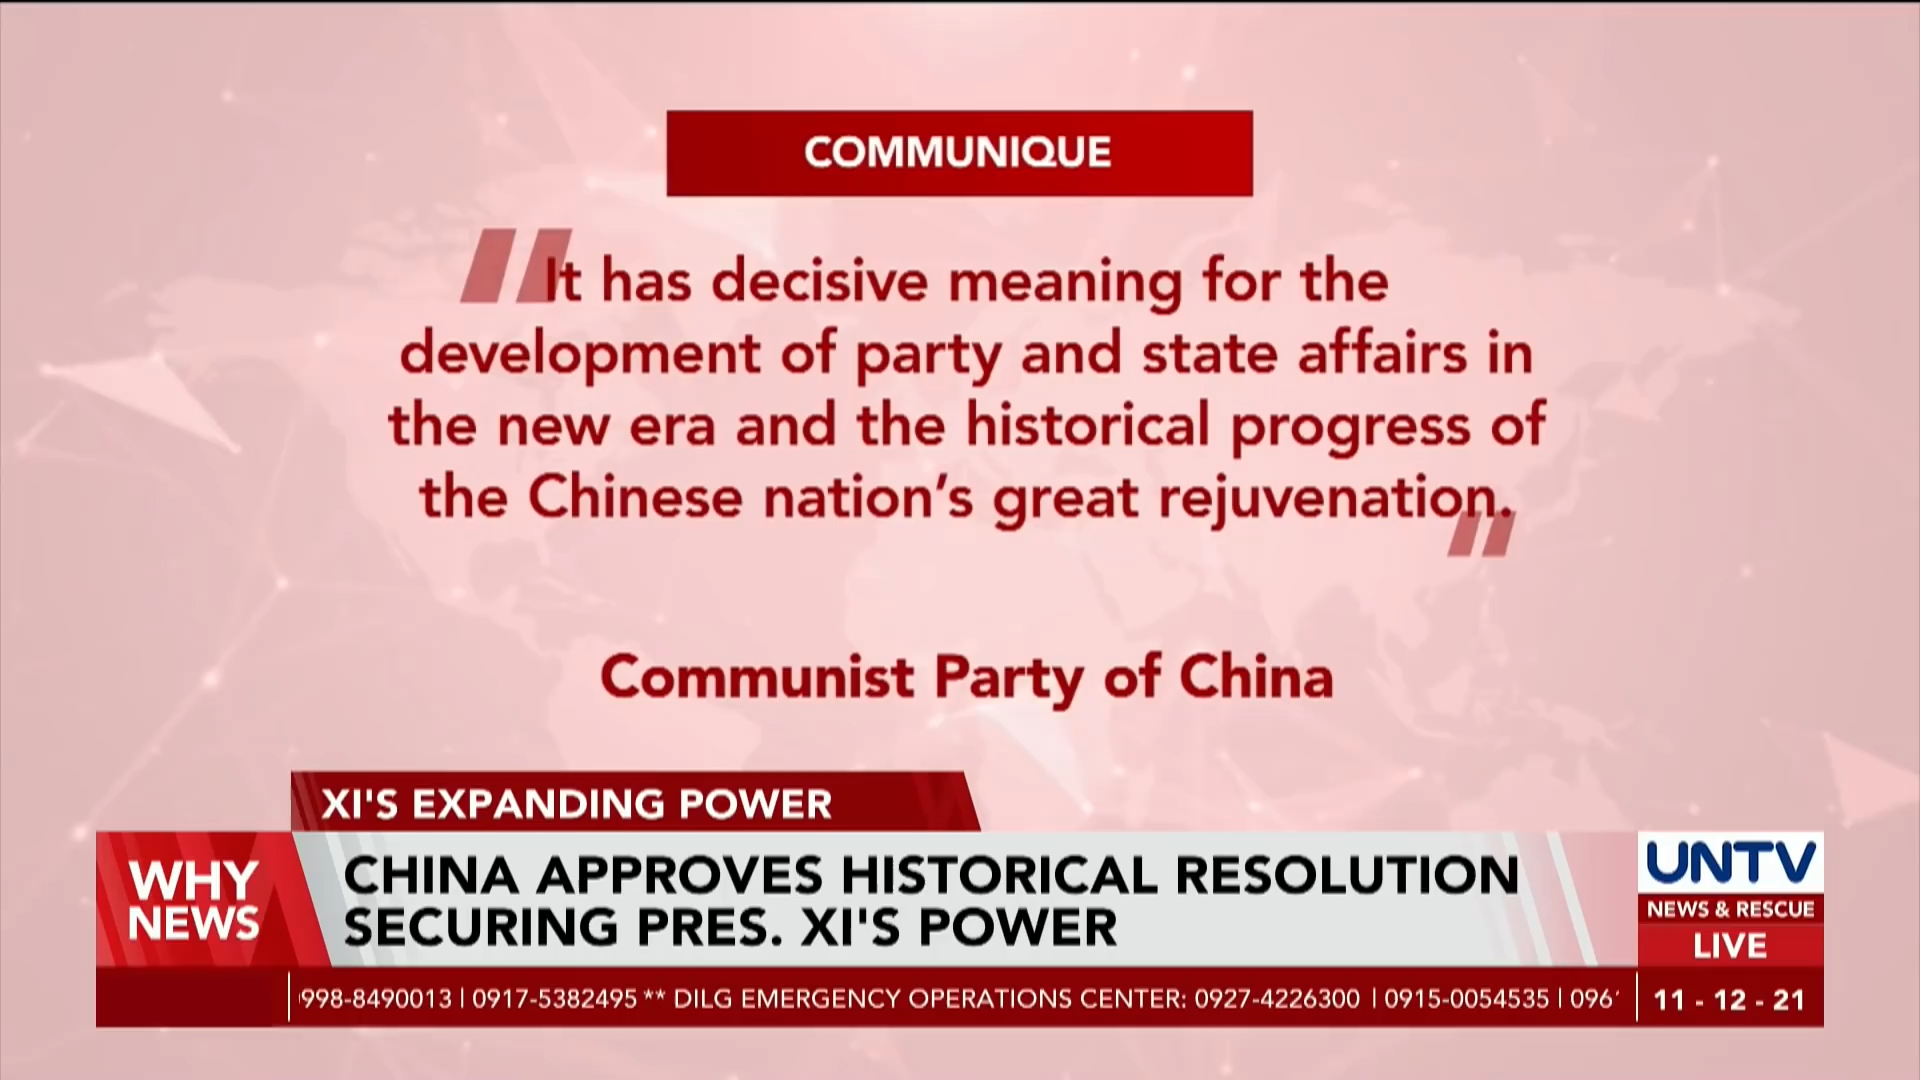 COMMUNIQUE
"It has decisive meaning for the
development of party and state affairs in
the new era and the historical progress of
the Chinese nation's great rejuvenation."
Communist Party of China
XI'S EXPANDING POWER
WHY
NEWS
CHINA APPROVES HISTORICAL RESOLUTION
SECURING PRES. XI'S POWER
UNTV
NEWS & RESCUE
LIVE
998-8490013 | 0917-5382495 ** DILG EMERGENCY OPERATIONS CENTER: 0927-4226300 | 0915-0054535 | 096
11 - 12 - 21